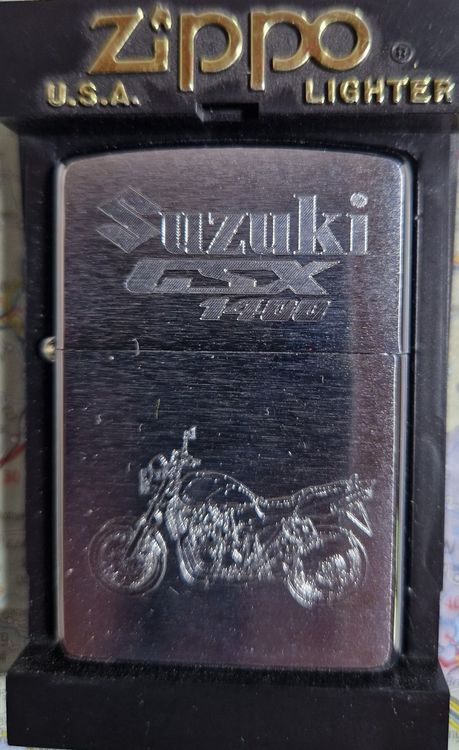 Zippo ®
U.S.A. LIGHTER
Suzuki
GSX
1400